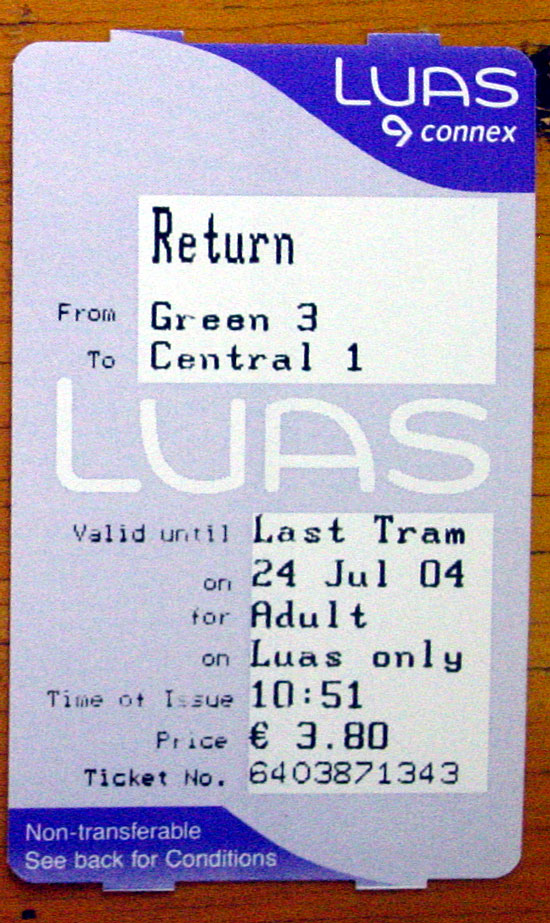 LUAS
connex
Return
From Green 3
To Central 1
LUAS
Valid until Last Tram
on 24 Jul 04
for Adult
on Luas only
Time of Issue 10:51
Price € 3.80
Ticket No. 6403871343
Non-transferable
See back for Conditions